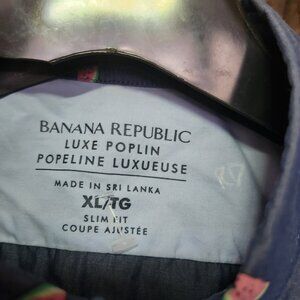 BANANA REPUBLIC
LUXE POPLIN
POPELINE LUXUEUSE
MADE IN SRI LANKA
XL/TG
SLIM FIT
COUPE AJUSTÉE